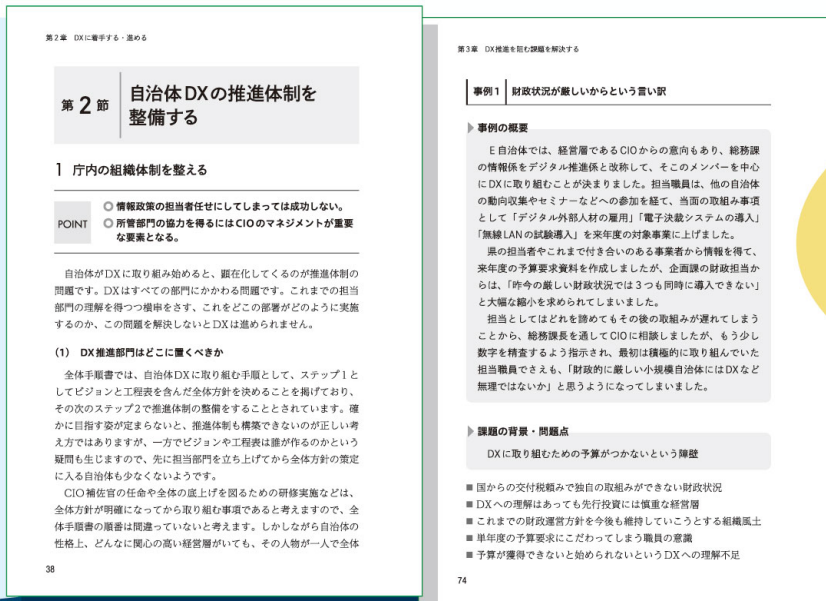 第2章 DXに着手する・進める
第2節
自治体DXの推進体制を
整備する
1 庁内の組織体制を整える
POINT
◎情報政策の担当者任せにしてしまっては成功しない。
◎所管部門の協力を得るにはCIOのマネジメントが重要
な要素となる。
自治体がDXに取り組み始めると、顕在化してくるのが推進体制の
問題です。DXはすべての部門にかかわる問題です。これまでの担当
部門の理解を得つつ横串をさす、これをどこの部署がどのように実施
するのか、この問題を解決しないとDXは進められません。
(1) DX推進部門はどこに置くべきか
全体手順書では、自治体DXに取り組む手順として、ステップ1と
してビジョンと工程表を含んだ全体方針を決めることを掲げており、
その次のステップ2で推進体制の整備をすることとされています。確
かに目指す姿が定まらないと、推進体制も構築できないのが正しい考
え方ではありますが、一方でビジョンや工程表は誰が作るのかという
疑問も生じますので、先に担当部門を立ち上げてから全体方針の策定
に入る自治体も少なくないようです。
CIO補佐官の任命や全体の底上げを図るための研修実施などは、
全体方針が明確になってから取り組む事項であると考えますので、全
体手順書の順番は間違っていないと考えます。しかしながら自治体の
性格上、どんなに関心の高い経営層がいても、その人物が一人で全体
38
第3章 DX推進を阻む課題を解決する
事例1 財政状況が厳しいからという言い訳
事例の概要
E自治体では、経営層であるCIOからの意向もあり、総務課
の情報係をデジタル推進係と改称して、そこのメンバーを中心
にDXに取り組むことが決まりました。担当職員は、他の自治体
の動向収集やセミナーなどへの参加を経て、当面の取組み事項
として「デジタル外部人材の雇用」「電子決裁システムの導入」
「無線LANの試験導入」を来年度の対象事業に上げました。
県の担当者やこれまで付き合いのある事業者から情報を得て、
来年度の予算要求資料を作成しましたが、企画課の財政担当か
らは、「昨今の厳しい財政状況では3つも同時に導入できない」
と大幅な縮小を求められてしまいました。
担当としてはどれを諦めてもその後の取組みが遅れてしまう
ことから、総務課長を通してCIOに相談しましたが、もう少し
数字を精査するよう指示され、最初は積極的に取り組んでいた
担当職員でさえも、「財政的に厳しい小規模自治体にはDXなど
無理ではないか」と思うようになってしまいました。
課題の背景・問題点
DXに取り組むための予算がつかないという障壁
■国からの交付税頼みで独自の取組みができない財政状況
■DXへの理解はあっても先行投資には慎重な経営層
■これまでの財政運営方針を今後も維持していこうとする組織風土
■単年度の予算要求にこだわってしまう職員の意識
■予算が獲得できないと始められないというDXへの理解不足
74